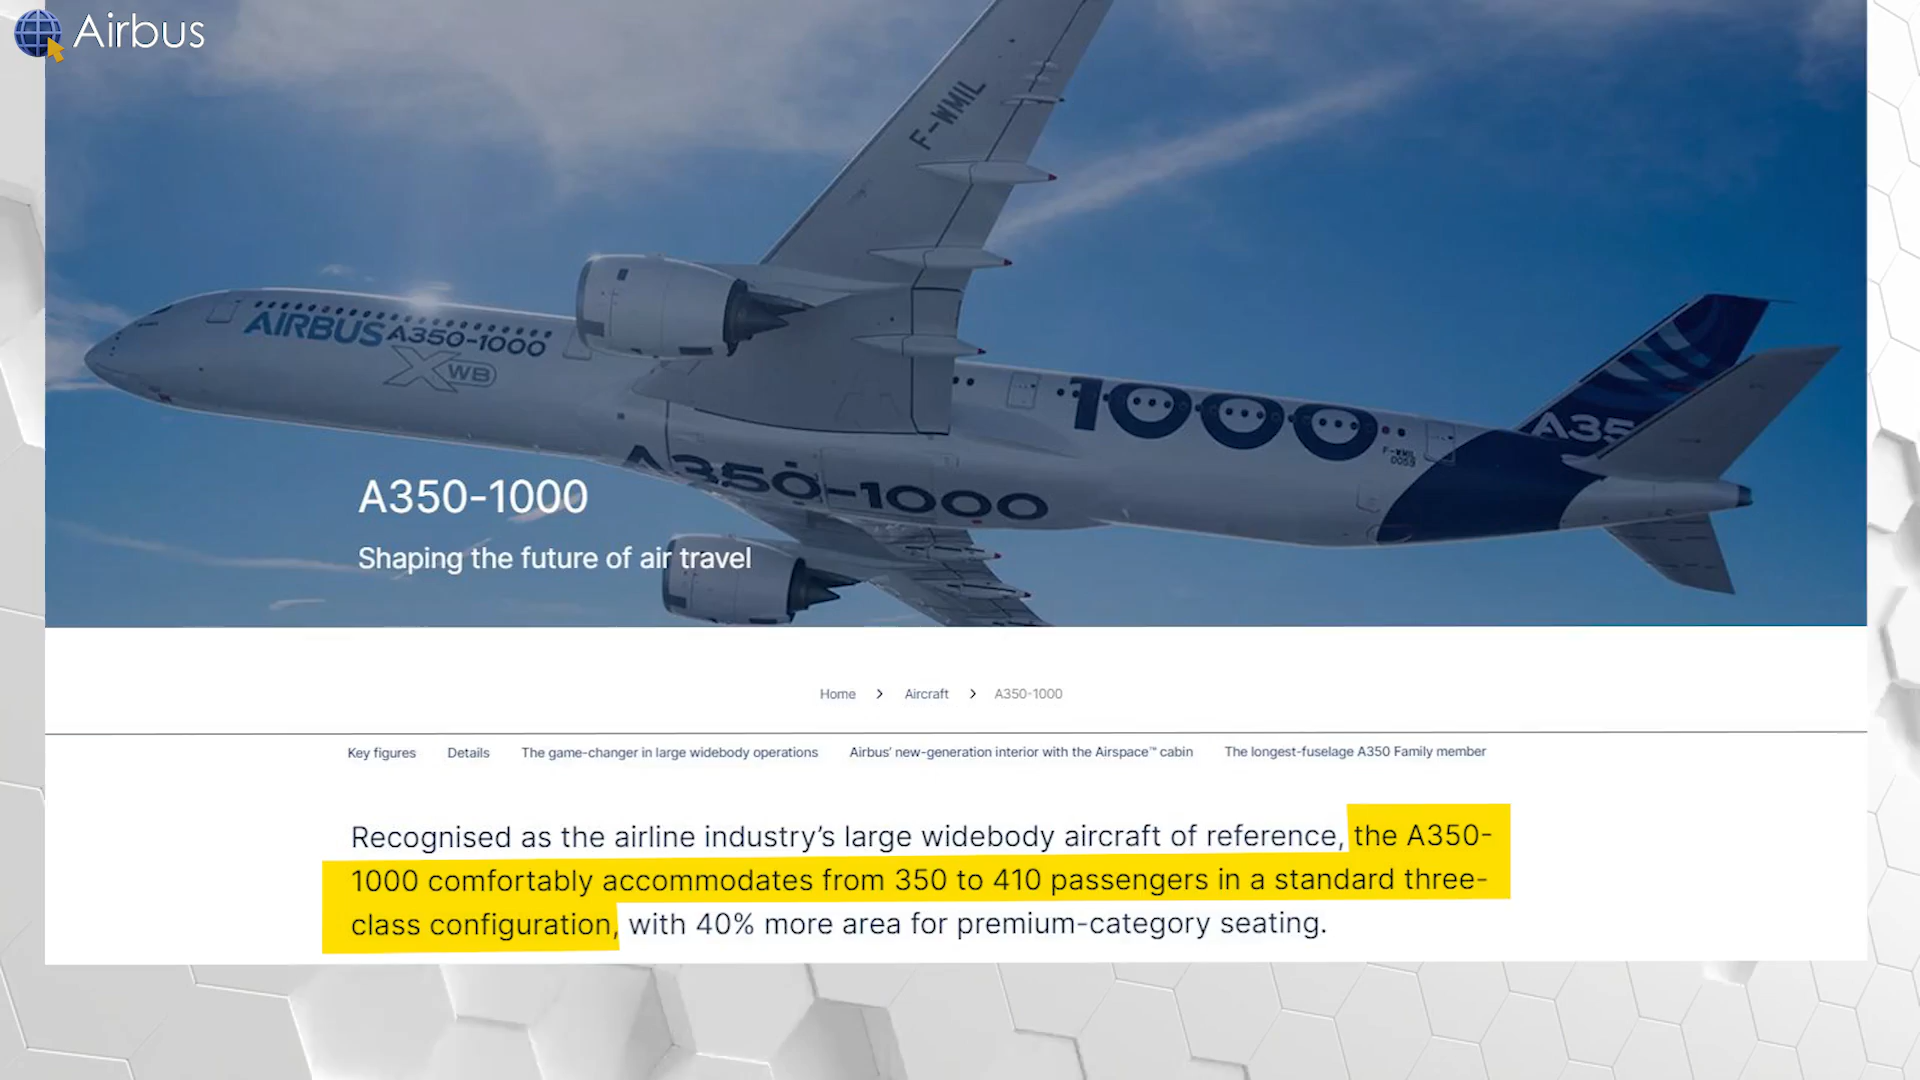 Airbus
F-WMIL
AIRBUS A350-1000
XWB
1000
A35
F-WMIL
0059
A350-1000
A350-1000
Shaping the future of air travel
Home > Aircraft > A350-1000
Key figures Details The game-changer in large widebody operations Airbus’ new-generation interior with the Airspace™ cabin The longest-fuselage A350 Family member
Recognised as the airline industry’s large widebody aircraft of reference, the A350-
1000 comfortably accommodates from 350 to 410 passengers in a standard three-
class configuration, with 40% more area for premium-category seating.